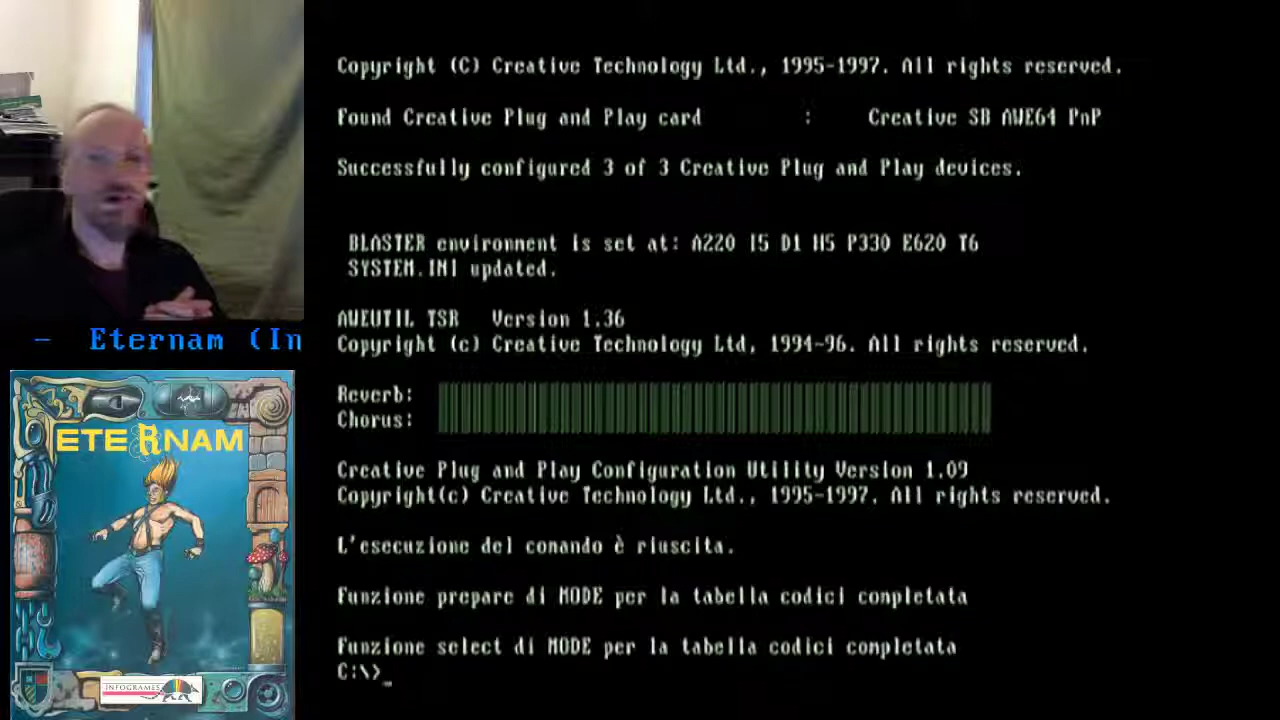 Copyright (C) Creative Technology Ltd., 1995-1997. All rights reserved.
Found Creative Plug and Play card : Creative SB AWE64 PnP
Successfully configured 3 of 3 Creative Plug and Play devices.
BLASTER environment is set at: A220 I5 D1 H5 P330 E620 T6
SYSTEM.INI updated.
AWEUTIL TSR Version 1.36
Copyright (c) Creative Technology Ltd, 1994-96. All rights reserved.
Reverb:
Chorus:
Creative Plug and Play Configuration Utility Version 1.09
Copyright(c) Creative Technology Ltd., 1995-1997. All rights reserved.
L'esecuzione del comando è riuscita.
Funzione prepare di MODE per la tabella codici completata
Funzione select di MODE per la tabella codici completata
C:\>_
- Eternam (In
ETERNAM
INFOGRAMES